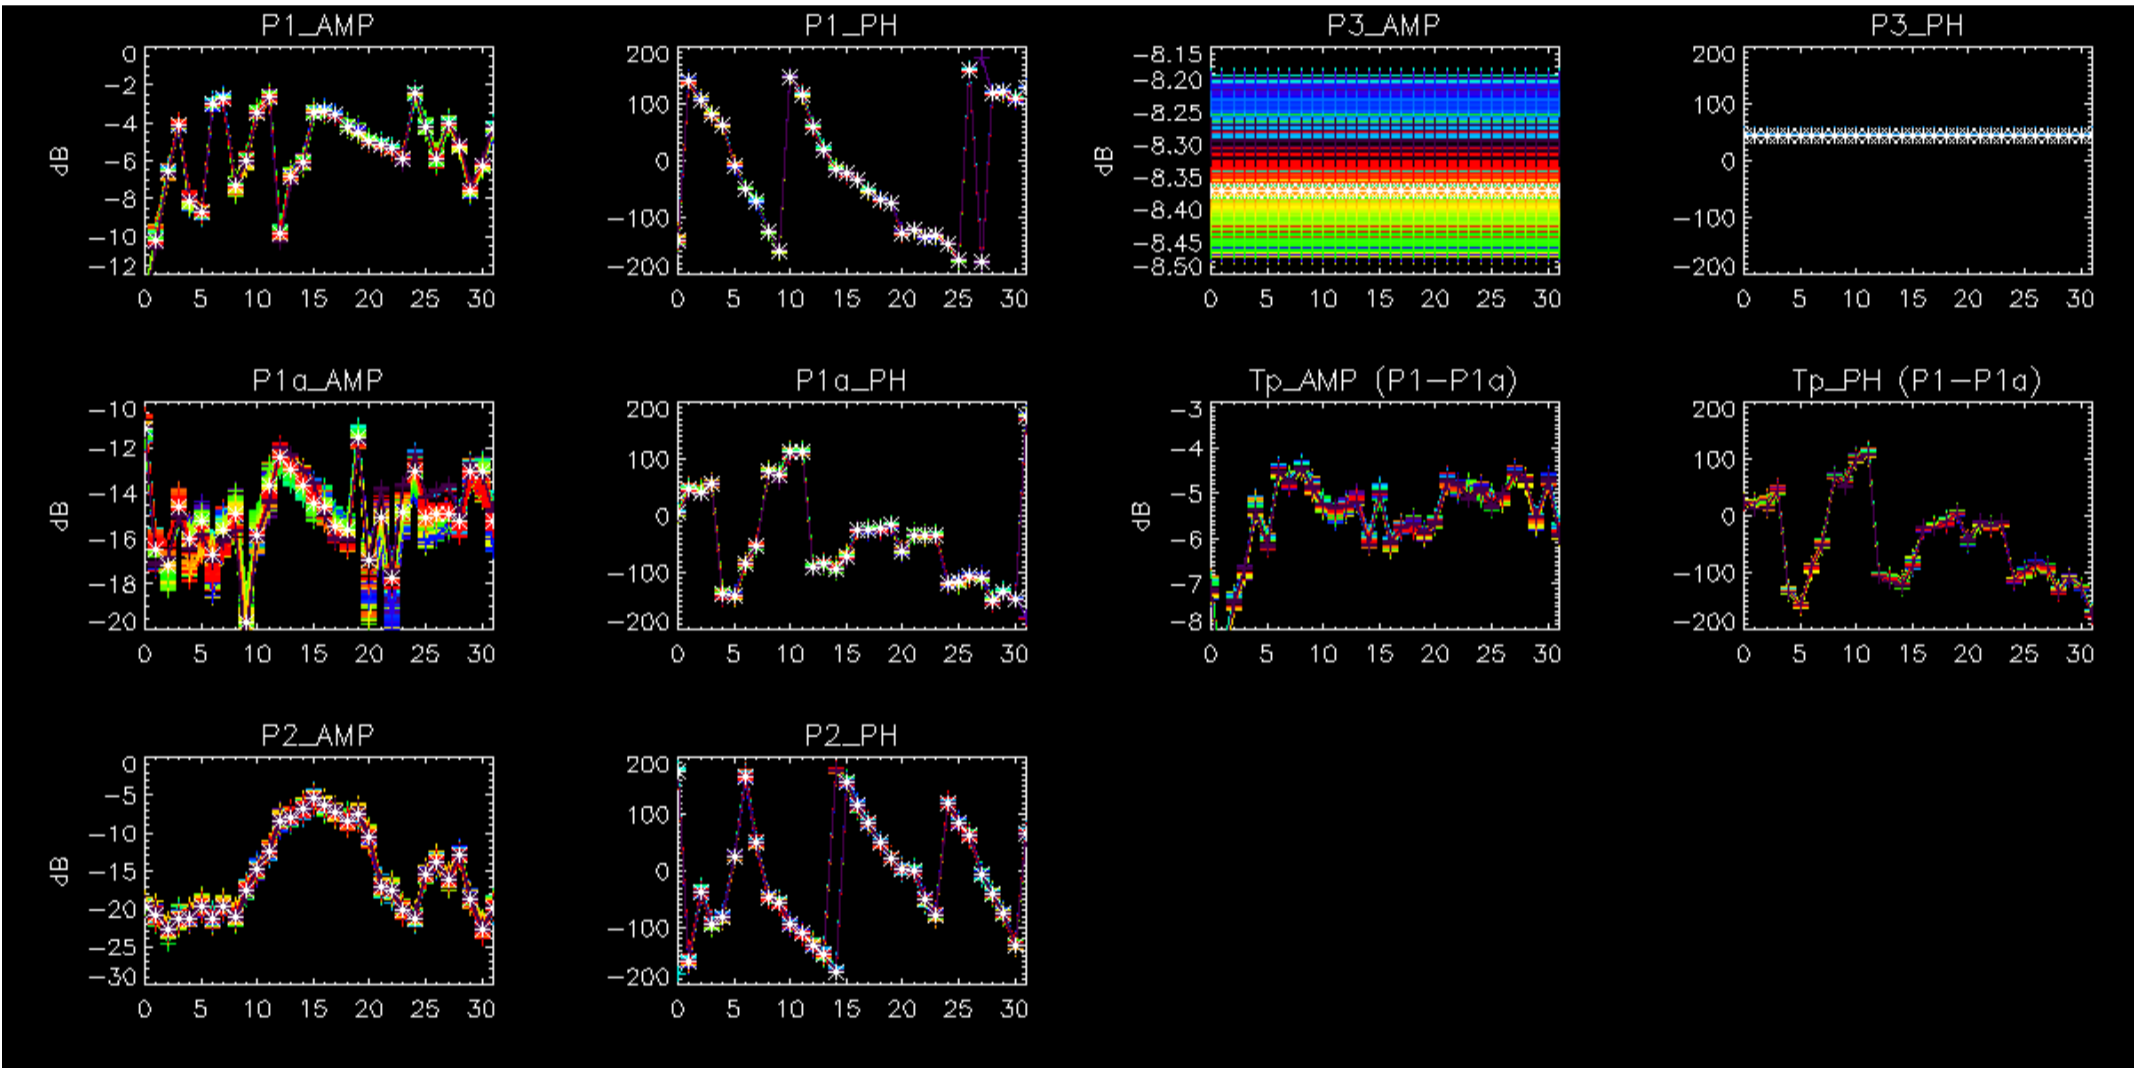 P1_AMP
P1_PH
P3_AMP
P3_PH
dB
0
-2
-4
-6
-8
-10
-12
0 5 10 15 20 25 30
200
100
0
-100
-200
0 5 10 15 20 25 30
dB
-8.15
-8.20
-8.25
-8.30
-8.35
-8.40
-8.45
-8.50
0 5 10 15 20 25 30
200
100
0
-100
-200
0 5 10 15 20 25 30
P1a_AMP
P1a_PH
Tp_AMP (P1-P1a)
Tp_PH (P1-P1a)
dB
-10
-12
-14
-16
-18
-20
0 5 10 15 20 25 30
200
100
0
-100
-200
0 5 10 15 20 25 30
dB
-3
-4
-5
-6
-7
-8
0 5 10 15 20 25 30
200
100
0
-100
-200
0 5 10 15 20 25 30
P2_AMP
P2_PH
dB
0
-5
-10
-15
-20
-25
-30
0 5 10 15 20 25 30
200
100
0
-100
-200
0 5 10 15 20 25 30